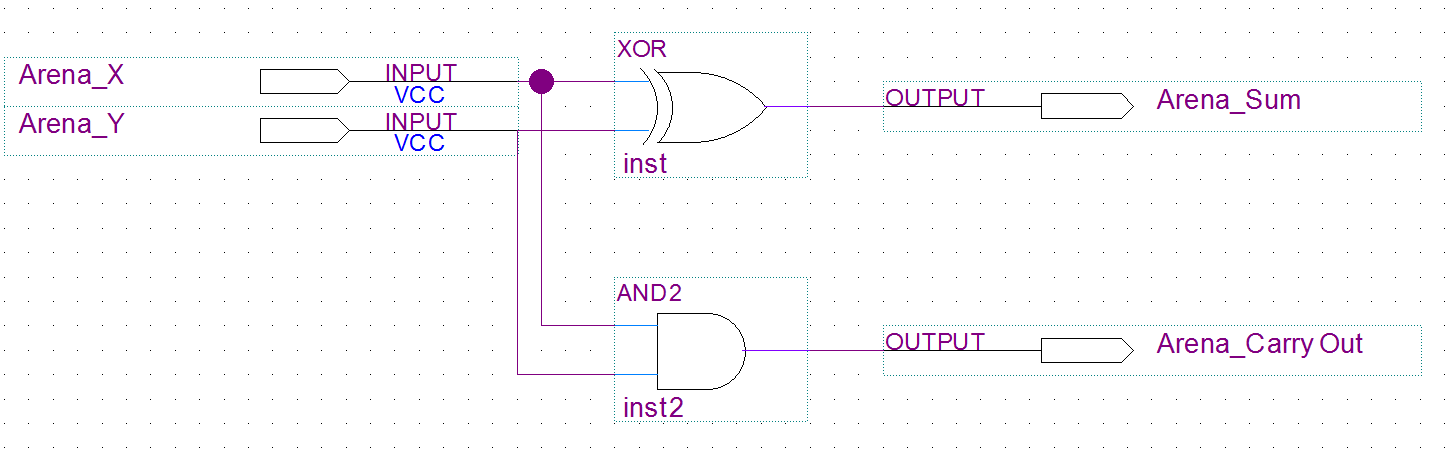 XOR
Arena_X INPUT
VCC
Arena_Y INPUT
VCC
OUTPUT Arena_Sum
inst
AND2
OUTPUT Arena_Carry Out
inst2